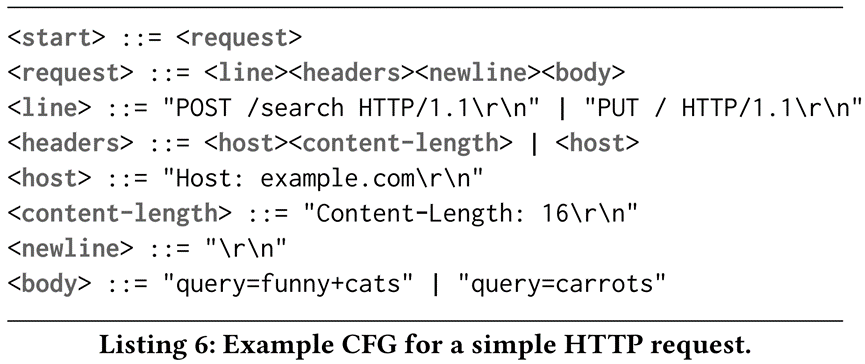 <start> ::= <request>
<request> ::= <line><headers><newline><body>
<line> ::= "POST /search HTTP/1.1\r\n" | "PUT / HTTP/1.1\r\n"
<headers> ::= <host><content-length> | <host>
<host> ::= "Host: example.com\r\n"
<content-length> ::= "Content-Length: 16\r\n"
<newline> ::= "\r\n"
<body> ::= "query=funny+cats" | "query=carrots"
Listing 6: Example CFG for a simple HTTP request.